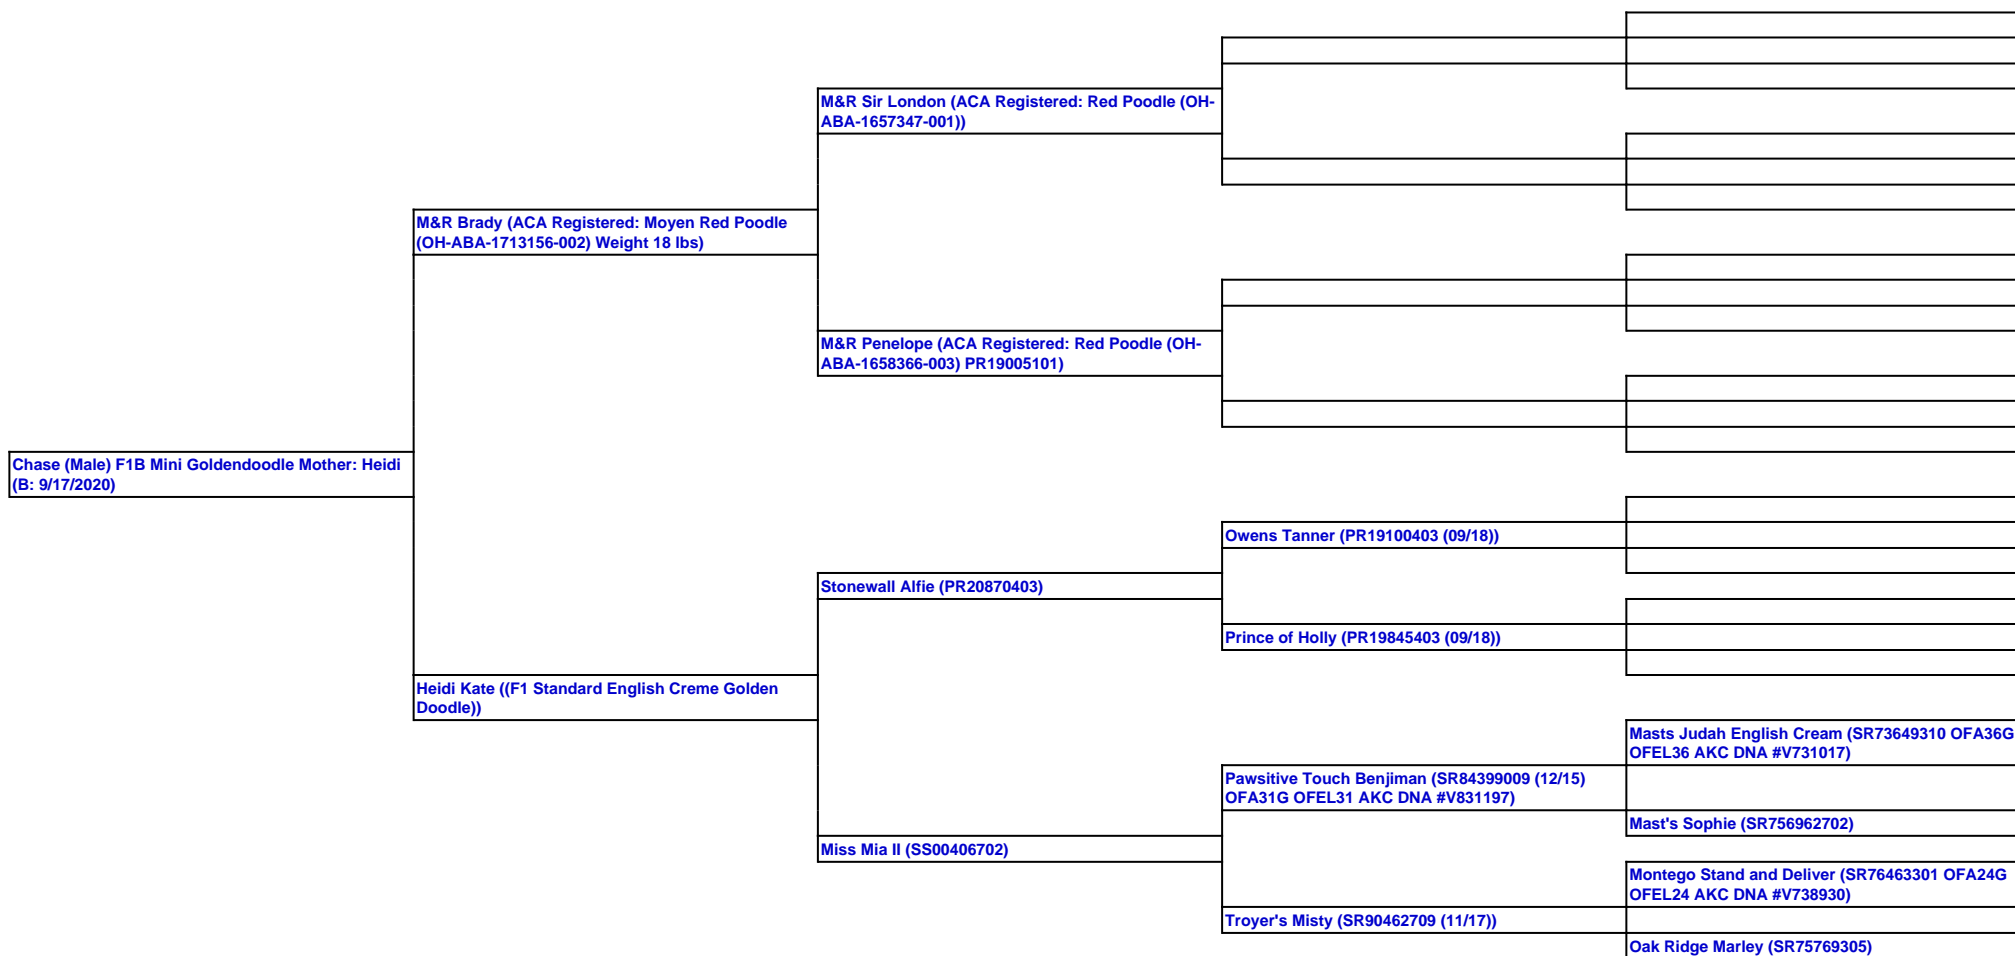 M&R Sir London (ACA Registered: Red Poodle (OH-
ABA-1657347-001))
M&R Brady (ACA Registered: Moyen Red Poodle
(OH-ABA-1713156-002) Weight 18 lbs)
M&R Penelope (ACA Registered: Red Poodle (OH-
ABA-1658366-003) PR19005101)
Chase (Male) F1B Mini Goldendoodle Mother: Heidi
(B: 9/17/2020)
Owens Tanner (PR19100403 (09/18))
Stonewall Alfie (PR20870403)
Prince of Holly (PR19845403 (09/18))
Heidi Kate ((F1 Standard English Creme Golden
Doodle))
Masts Judah English Cream (SR73649310 OFA36G
OFEL36 AKC DNA #V731017)
Pawsitive Touch Benjiman (SR84399009 (12/15)
OFA31G OFEL31 AKC DNA #V831197)
Mast's Sophie (SR756962702)
Miss Mia II (SS00406702)
Montego Stand and Deliver (SR76463301 OFA24G
OFEL24 AKC DNA #V738930)
Troyer's Misty (SR90462709 (11/17))
Oak Ridge Marley (SR75769305)